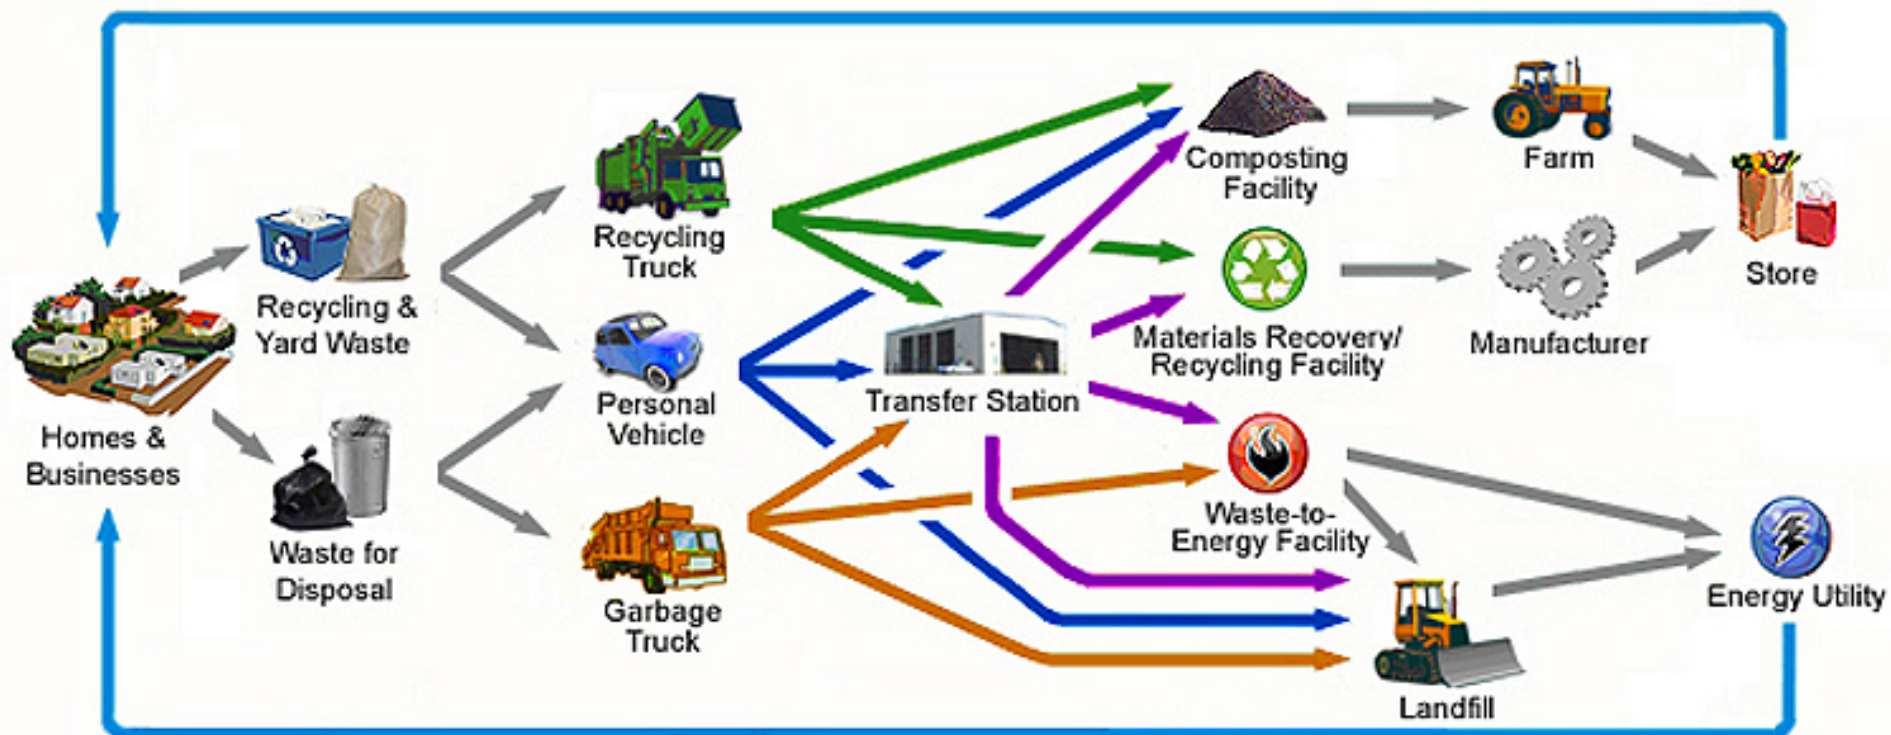 Homes &
Businesses
Recycling &
Yard Waste
Waste for
Disposal
Recycling
Truck
Personal
Vehicle
Garbage
Truck
Transfer Station
Composting
Facility
Materials Recovery/
Recycling Facility
Waste-to-
Energy Facility
Landfill
Farm
Manufacturer
Store
Energy Utility